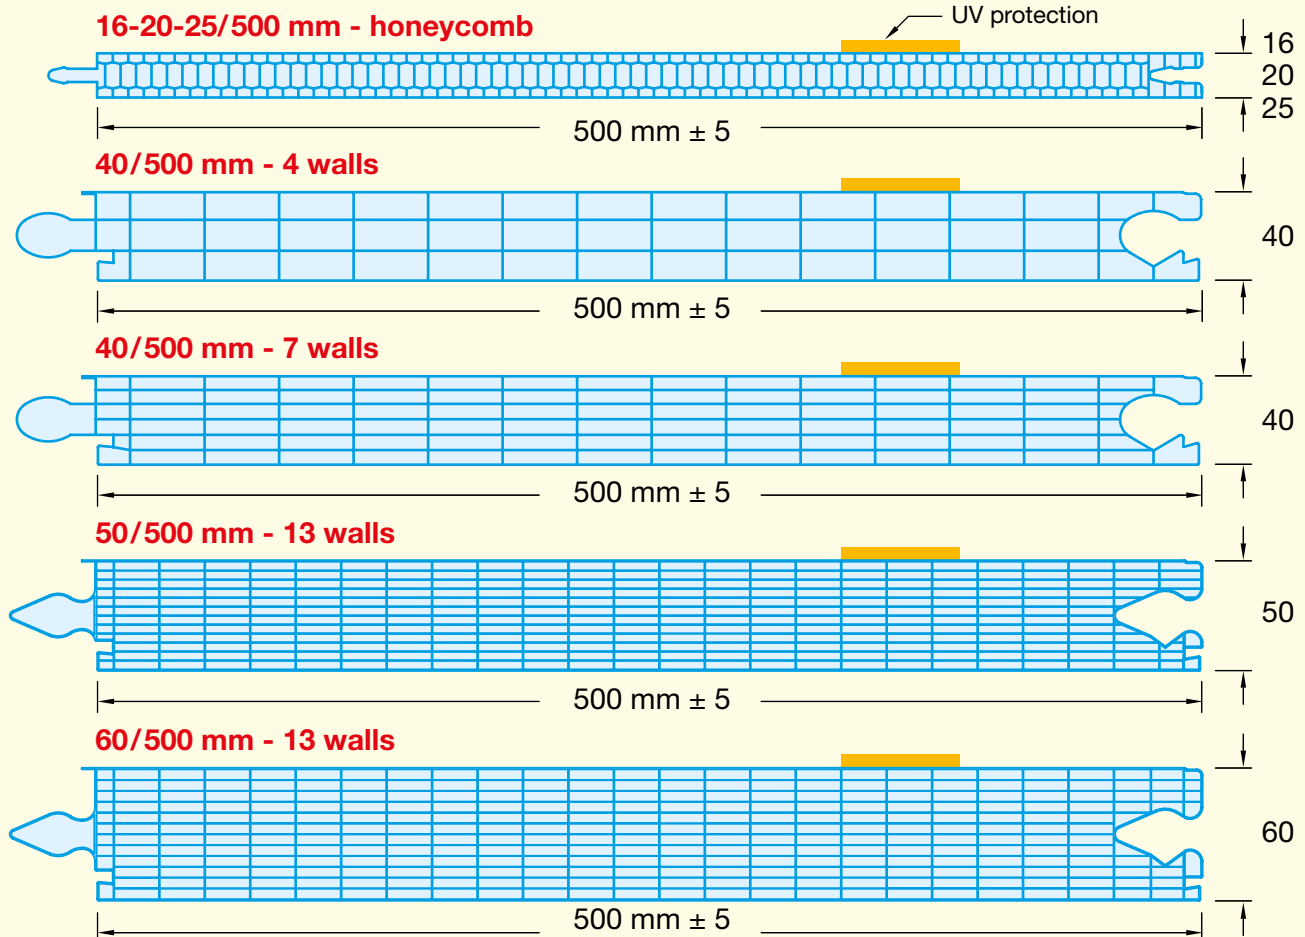 16-20-25/500 mm - honeycomb
UV protection
16
20
25
500 mm ± 5
40/500 mm - 4 walls
40
500 mm ± 5
40/500 mm - 7 walls
40
500 mm ± 5
50/500 mm - 13 walls
50
500 mm ± 5
60/500 mm - 13 walls
60
500 mm ± 5